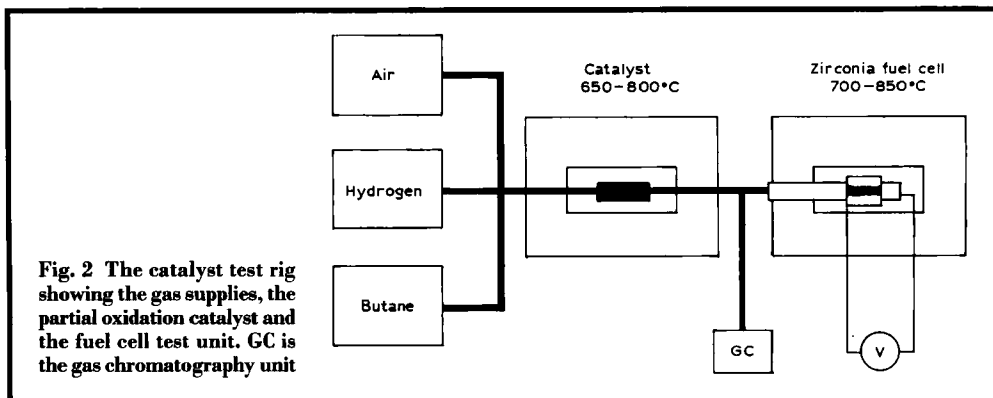 Air
Catalyst
650-800°C
Zirconia fuel cell
700-850°C
Hydrogen
Butane
Fig. 2 The catalyst test rig
showing the gas supplies, the
partial oxidation catalyst and
the fuel cell test unit. GC is
the gas chromatography unit
GC
V